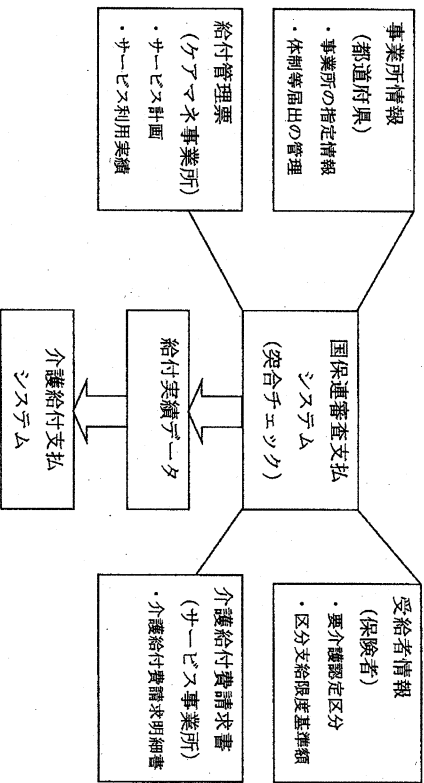 事業所情報
(都道府県)
・事業所の指定情報
・体制等届出の管理
給付管理票
(ケアマネ事業所)
・サービス計画
・サービス利用実績
国保連審査支払
システム
(突合チェック)
給付実績データ
介護給付支払
システム
受給者情報
(保険者)
・要介護認定区分
・区分支給限度基準額
介護給付費請求書
(サービス事業所)
・介護給付費請求明細書